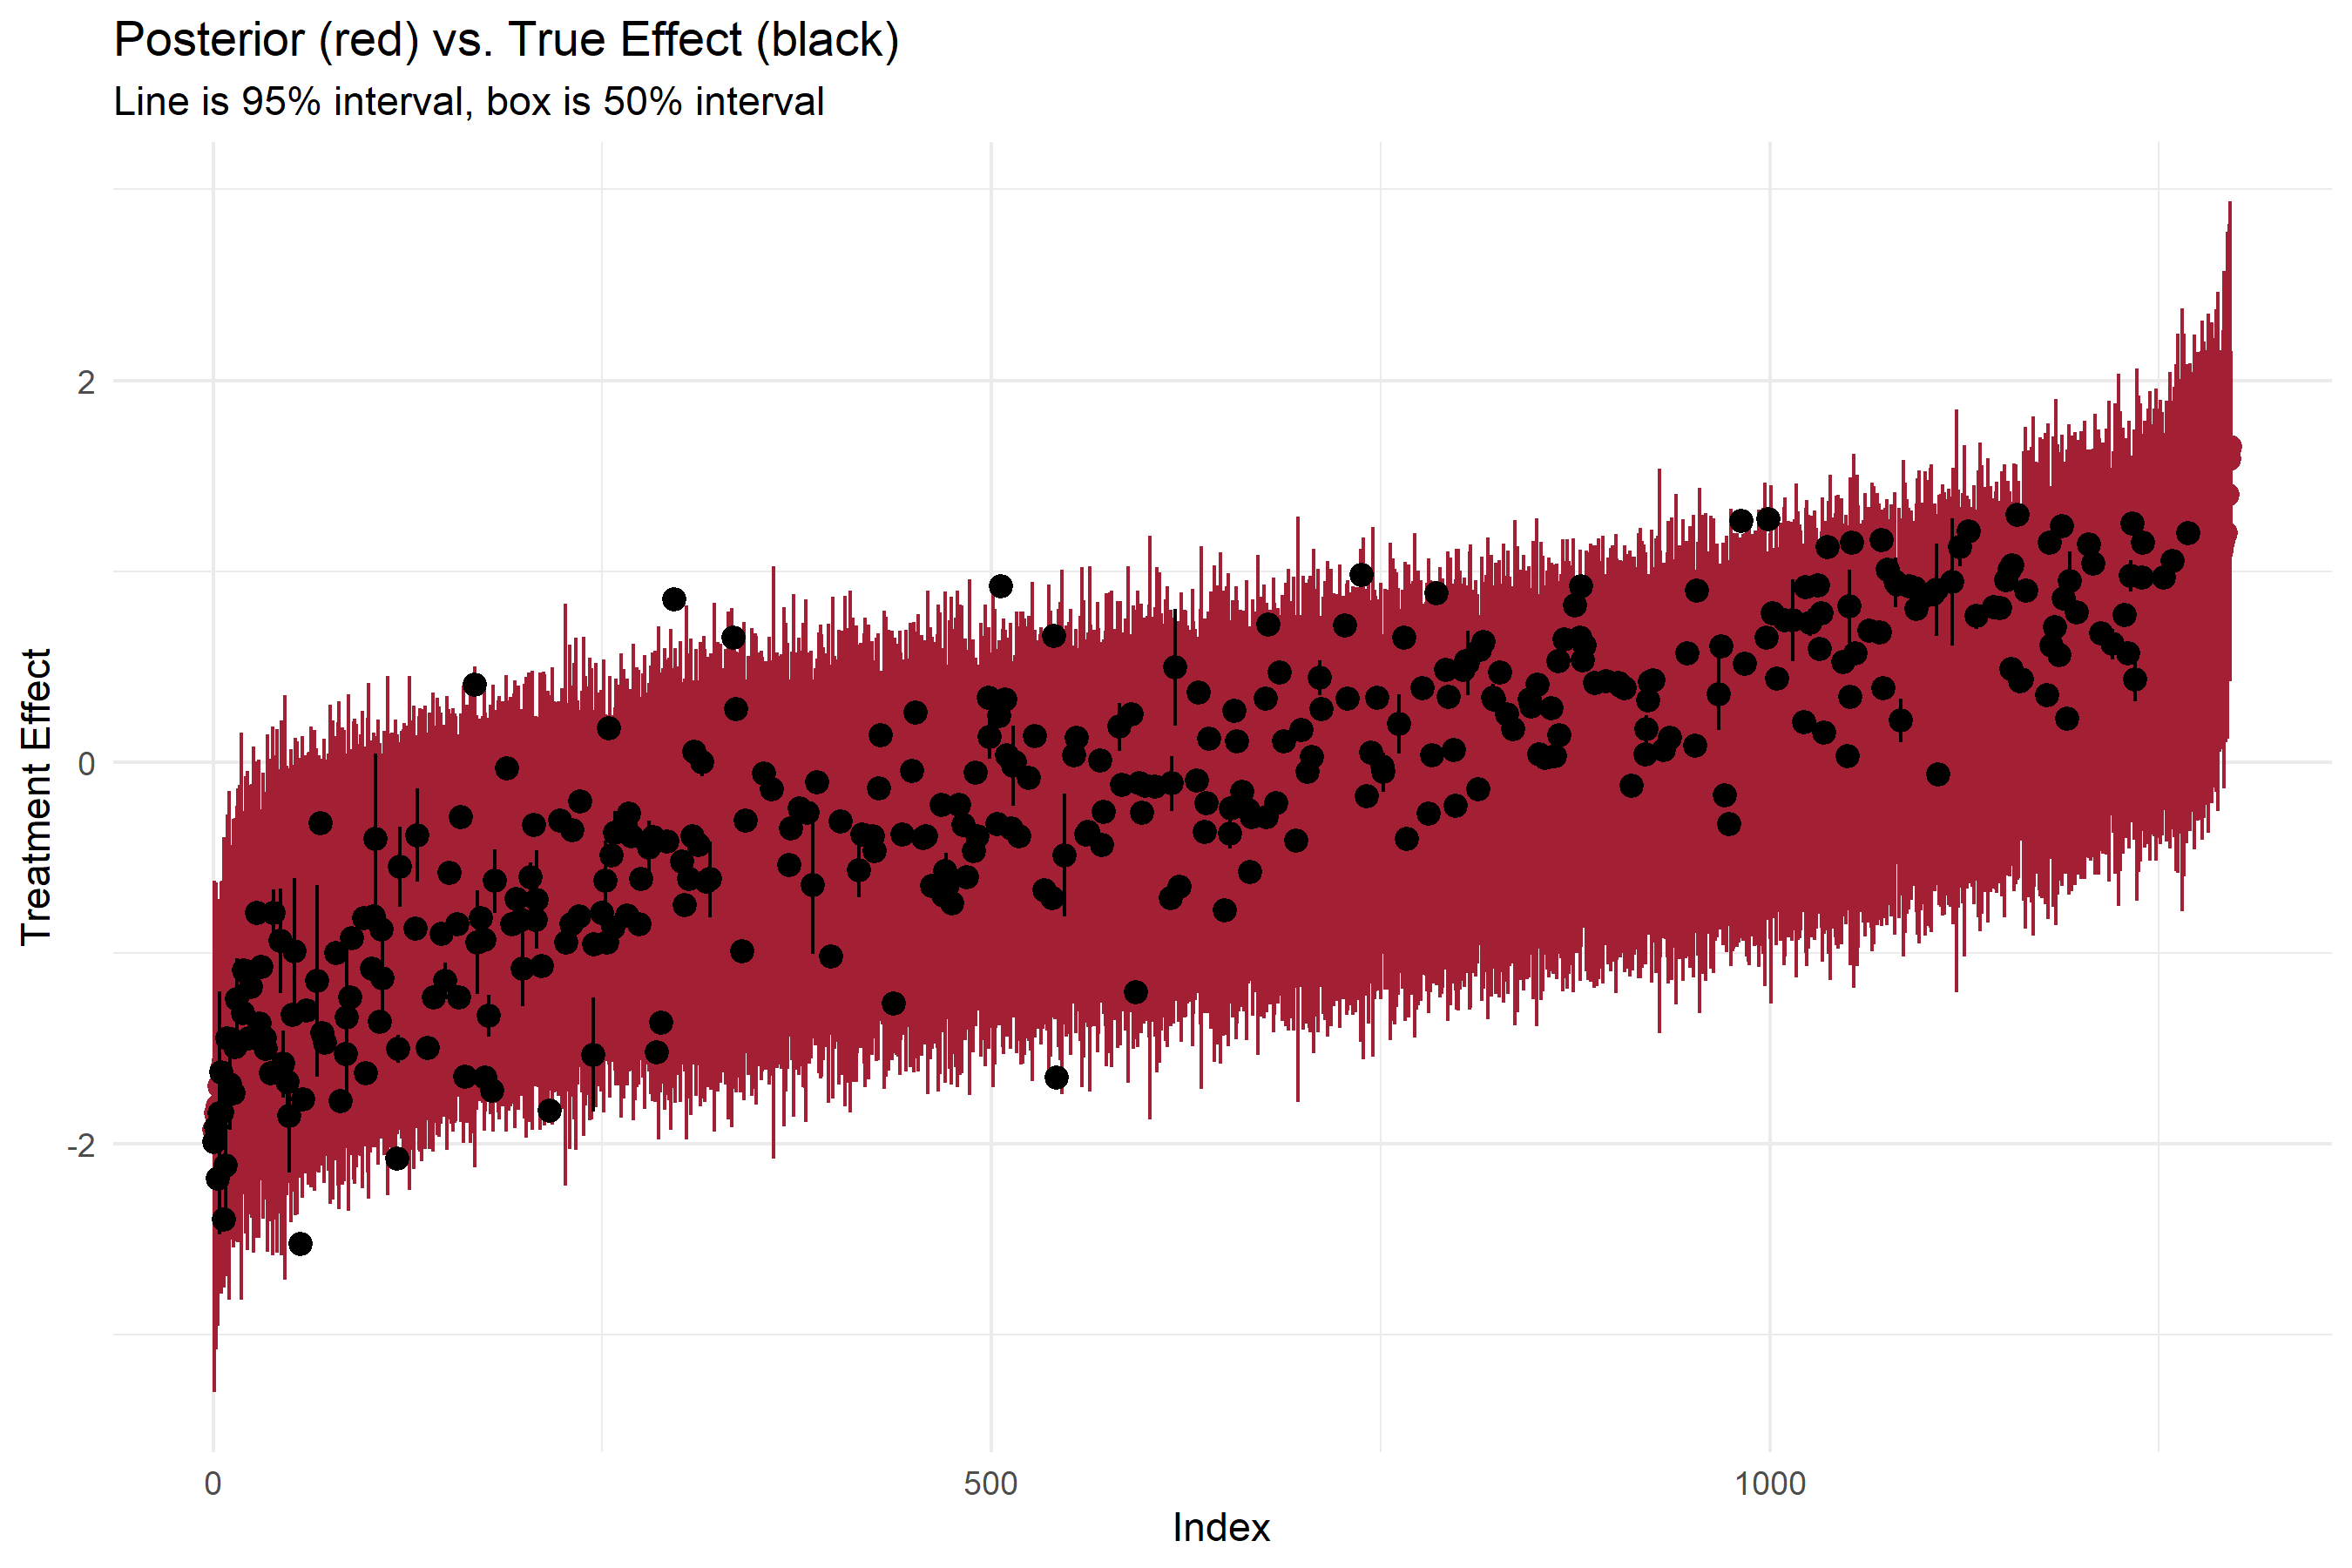 Posterior (red) vs. True Effect (black)
Line is 95% interval, box is 50% interval
Treatment Effect
2
0
-2
0
500
1000
Index